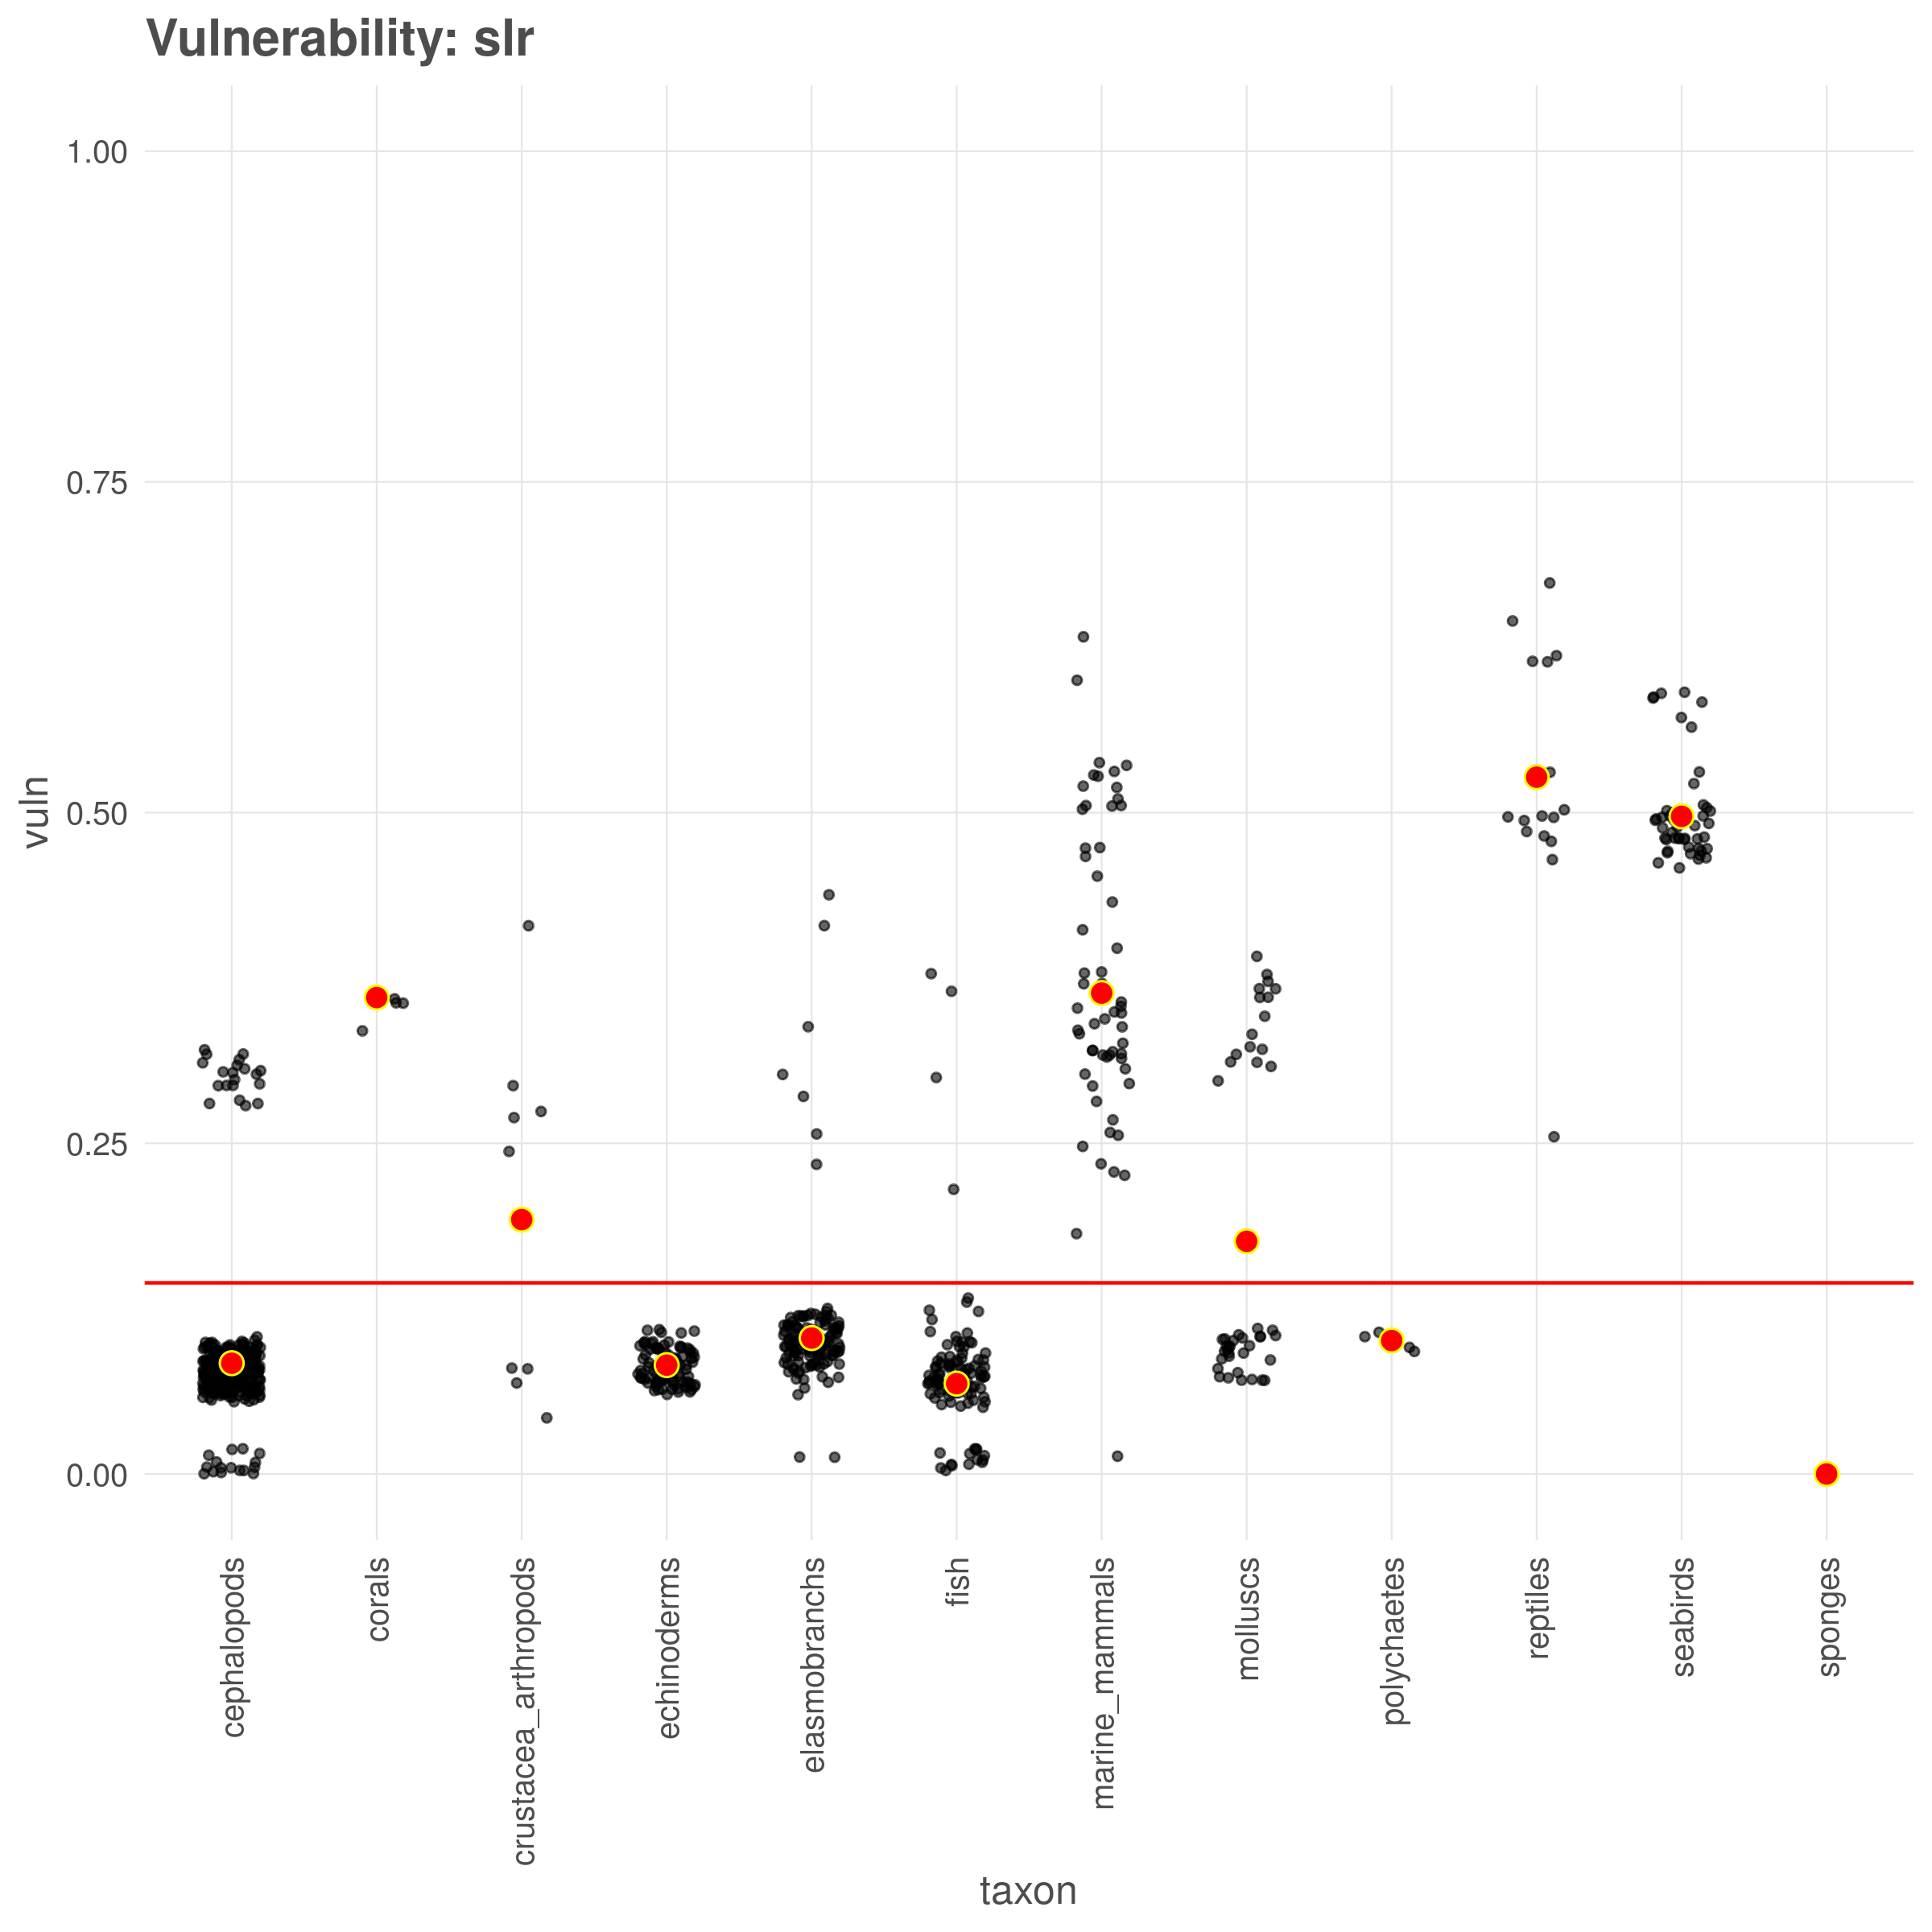 Vulnerability: slr
1.00
0.75
0.50
0.25
0.00
vuln
cephalopods
corals
crustacea_arthropods
echinoderms
elasmobranchs
fish
marine_mammals
molluscs
polychaetes
reptiles
seabirds
sponges
taxon